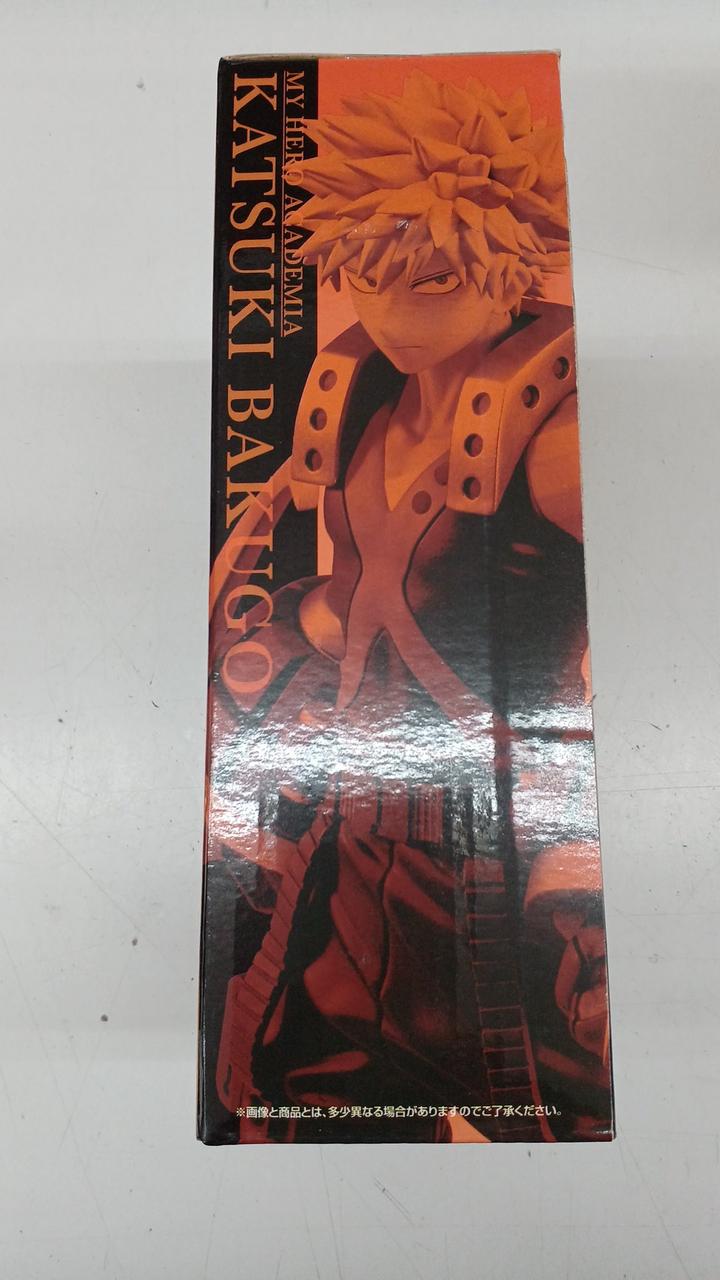 MY HERO ACADEMIA
KATSUKI BAKUGO
※画像と商品とは、多少異なる場合がありますのでご了承ください。